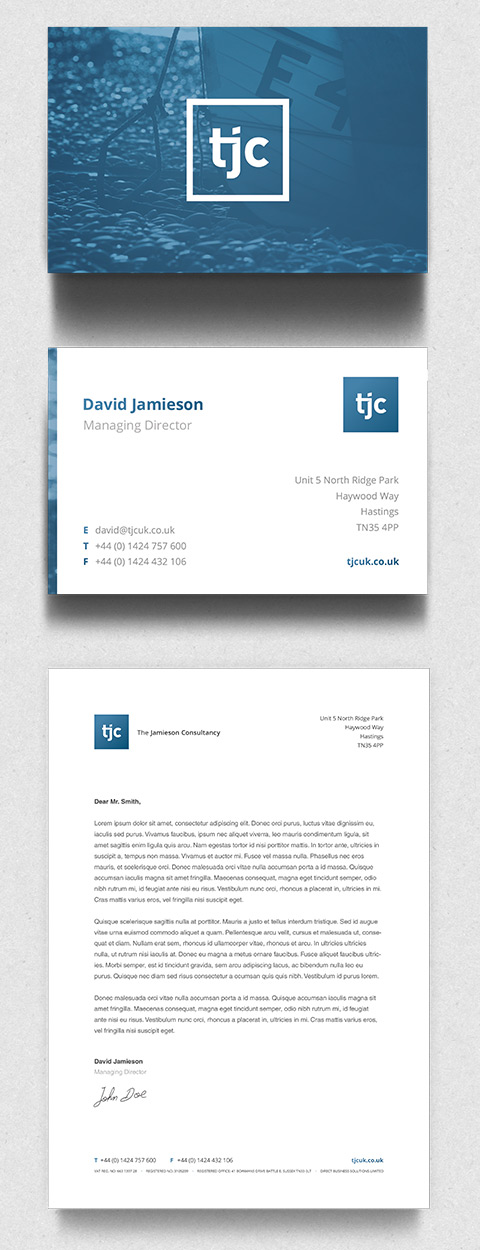 E4
tjc
David Jamieson
Managing Director
tjc
Unit 5 North Ridge Park
Haywood Way
Hastings
TN35 4PP
E david@tjcuk.co.uk
T +44 (0) 1424 757 600
F +44 (0) 1424 432 106
tjcuk.co.uk
tjc
The Jamieson Consultancy
Unit 5 North Ridge Park
Haywood Way
Hastings
TN35 4PP
Dear Mr. Smith,
Lorem ipsum dolor sit amet, consectetur adipiscing elit. Donec orci purus, luctus vitae dignissim eu,
iaculis sed purus. Vivamus faucibus, ipsum nec aliquet viverra, leo mauris condimentum ligula, sit
amet sagittis enim ligula quis arcu. Nam egestas tortor id nisi porttitor mattis. In tortor ante, ultricies in
suscipit a, tempus non massa. Vivamus et auctor mi. Fusce vel massa nulla. Phasellus nec eros
mauris, et scelerisque orci. Donec malesuada orci vitae nulla accumsan porta a id massa. Quisque
accumsan iaculis magna sit amet fringilla. Maecenas consequat, magna eget tincidunt semper, odio
nibh rutrum mi, id feugiat ante nisi eu risus. Vestibulum nunc orci, rhoncus a placerat in, ultricies in mi.
Cras mattis varius eros, vel fringilla nisi suscipit eget.
Quisque scelerisque sagittis nulla at porttitor. Mauris a justo et tellus interdum tristique. Sed id augue
vitae urna euismod commodo aliquet a quam. Pellentesque arcu velit, cursus et malesuada ut, conse-
quat et diam. Nullam erat sem, rhoncus id ullamcorper vitae, rhoncus et arcu. In ultricies ultricies
nulla, ut rutrum nisi iaculis at. Donec eu magna a metus ornare faucibus. Fusce aliquet faucibus ultric-
ies. Morbi semper, est id tincidunt gravida, sem arcu adipiscing lacus, ac bibendum nulla leo eu
purus. Quisque nec diam sed risus consectetur a cumsan quis quis nibh. Vestibulum id purus lorem.
Donec malesuada orci vitae nulla accumsan porta a id massa. Quisque accumsan iaculis magna sit
amet fringilla. Maecenas consequat, magna eget tincidunt semper, odio nibh rutrum mi, id feugiat
ante nisi eu risus. Vestibulum nunc orci, rhoncus a placerat in, ultricies in mi. Cras mattis varius eros,
vel fringilla nisi suscipit eget.
David Jamieson
Managing Director
John Doe
T +44 (0) 1424 757 600 F +44 (0) 1424 432 106 tjcuk.co.uk